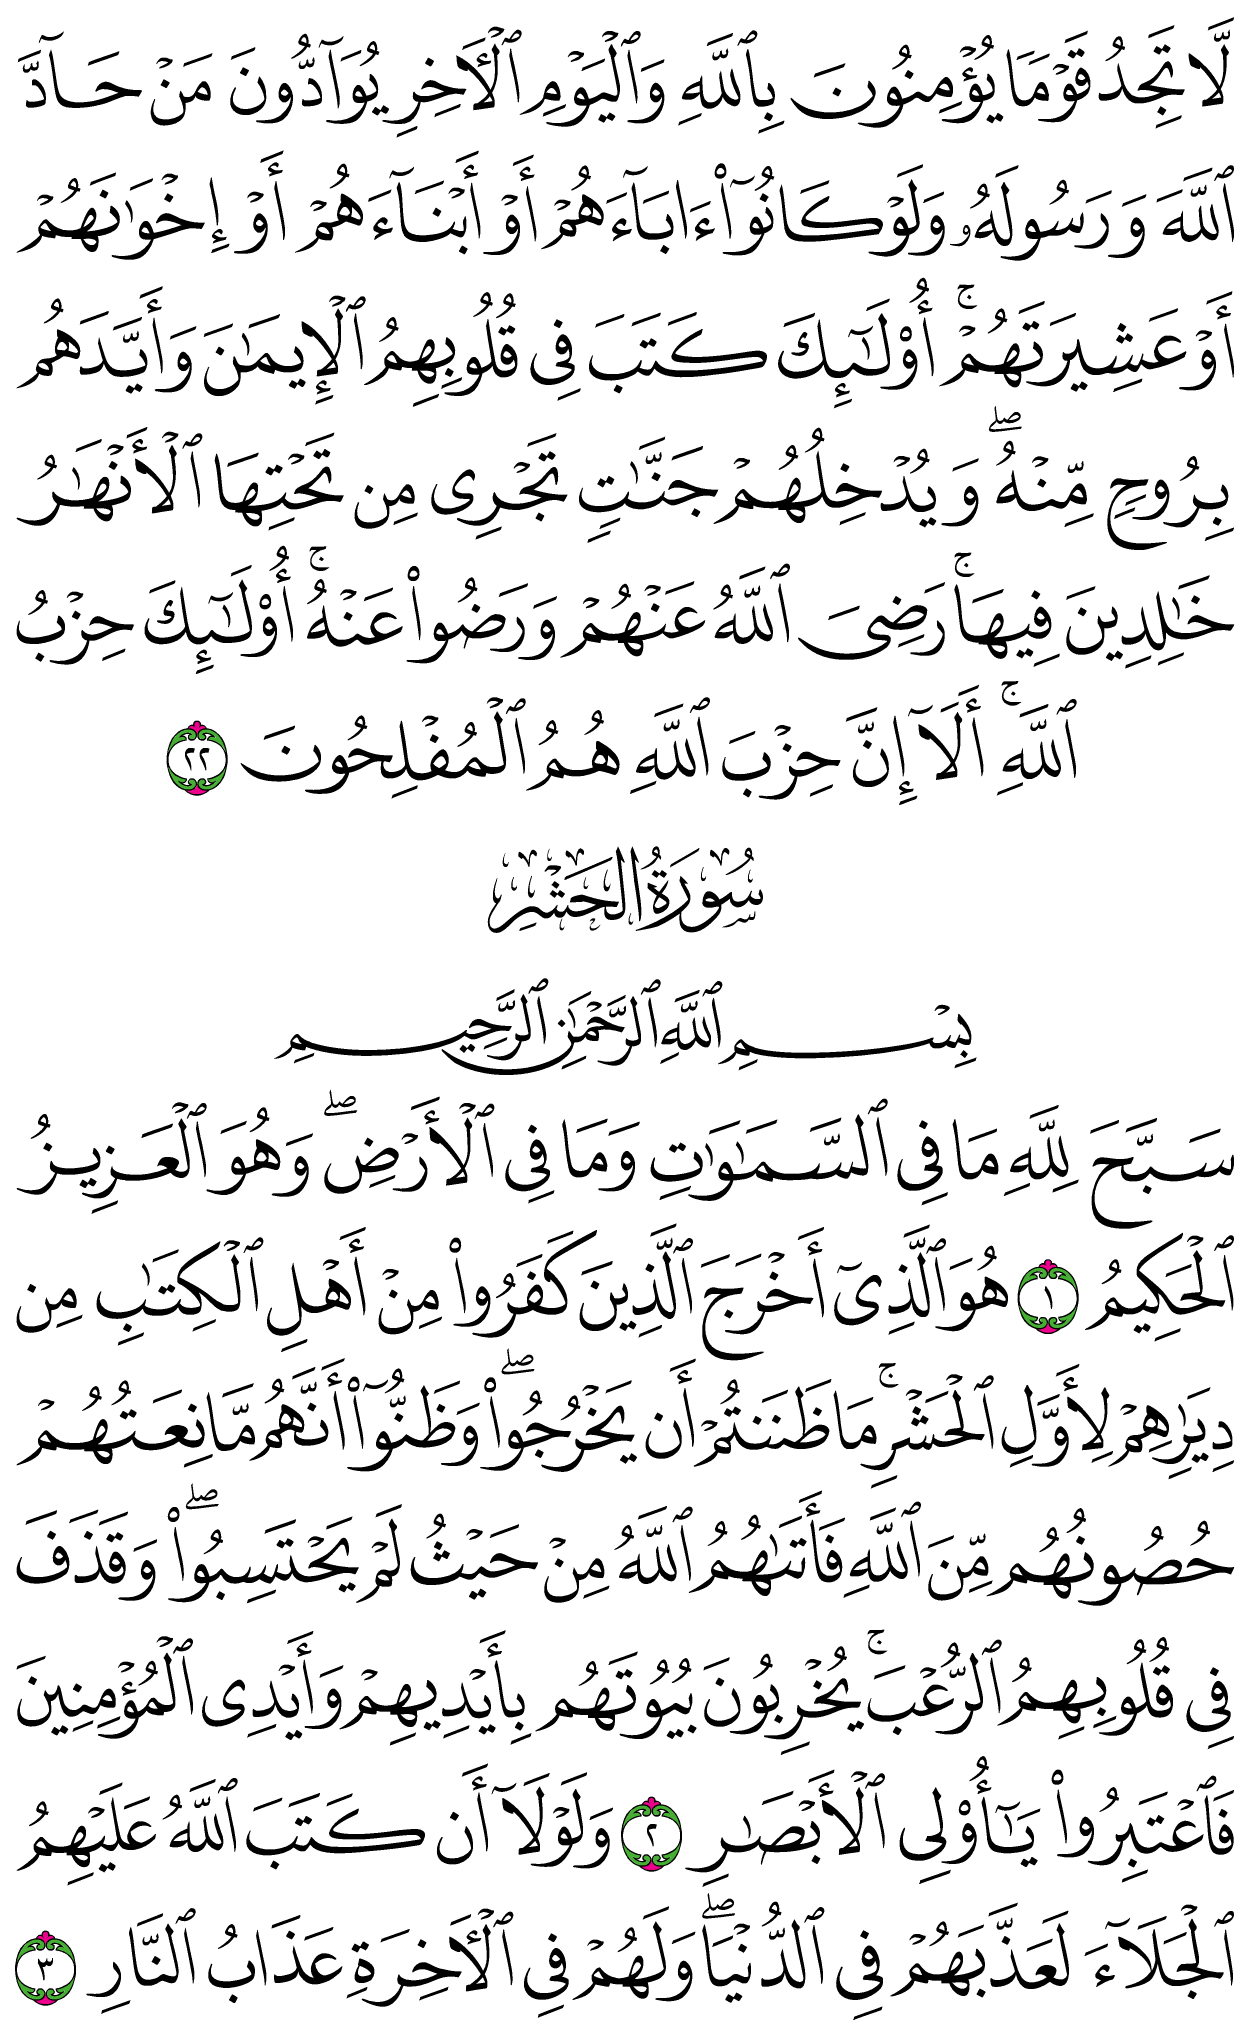 لَّا تَجِدُ قَوۡمٗا يُؤۡمِنُونَ بِٱللَّهِ وَٱلۡيَوۡمِ ٱلۡأٓخِرِ يُوَآدُّونَ مَنۡ حَآدَّ
ٱللَّهَ وَرَسُولَهُۥ وَلَوۡ كَانُوٓاْ ءَابَآءَهُمۡ أَوۡ أَبۡنَآءَهُمۡ أَوۡ إِخۡوَٰنَهُمۡ
أَوۡ عَشِيرَتَهُمۡۚ أُوْلَٰٓئِكَ كَتَبَ فِي قُلُوبِهِمُ ٱلۡإِيمَٰنَ وَأَيَّدَهُم
بِرُوحٖ مِّنۡهُۖ وَيُدۡخِلُهُمۡ جَنَّٰتٖ تَجۡرِي مِن تَحۡتِهَا ٱلۡأَنۡهَٰرُ
خَٰلِدِينَ فِيهَاۚ رَضِيَ ٱللَّهُ عَنۡهُمۡ وَرَضُواْ عَنۡهُۚ أُوْلَٰٓئِكَ حِزۡبُ
ٱللَّهِۚ أَلَآ إِنَّ حِزۡبَ ٱللَّهِ هُمُ ٱلۡمُفۡلِحُونَ ٢٢
سُورَةُ الحَشۡرِ
بِسۡمِ ٱللَّهِ ٱلرَّحۡمَٰنِ ٱلرَّحِيمِ
سَبَّحَ لِلَّهِ مَا فِي ٱلسَّمَٰوَٰتِ وَمَا فِي ٱلۡأَرۡضِۖ وَهُوَ ٱلۡعَزِيزُ
ٱلۡحَكِيمُ ١ هُوَ ٱلَّذِيٓ أَخۡرَجَ ٱلَّذِينَ كَفَرُواْ مِنۡ أَهۡلِ ٱلۡكِتَٰبِ مِن
دِيَٰرِهِمۡ لِأَوَّلِ ٱلۡحَشۡرِۚ مَا ظَنَنتُمۡ أَن يَخۡرُجُواْۖ وَظَنُّوٓاْ أَنَّهُم مَّانِعَتُهُمۡ
حُصُونُهُم مِّنَ ٱللَّهِ فَأَتَىٰهُمُ ٱللَّهُ مِنۡ حَيۡثُ لَمۡ يَحۡتَسِبُواْۖ وَقَذَفَ
فِي قُلُوبِهِمُ ٱلرُّعۡبَۚ يُخۡرِبُونَ بُيُوتَهُم بِأَيۡدِيهِمۡ وَأَيۡدِي ٱلۡمُؤۡمِنِينَ
فَٱعۡتَبِرُواْ يَٰٓأُوْلِي ٱلۡأَبۡصَٰرِ ٢ وَلَوۡلَآ أَن كَتَبَ ٱللَّهُ عَلَيۡهِمُ
ٱلۡجَلَآءَ لَعَذَّبَهُمۡ فِي ٱلدُّنۡيَاۖ وَلَهُمۡ فِي ٱلۡأٓخِرَةِ عَذَابُ ٱلنَّارِ ٣